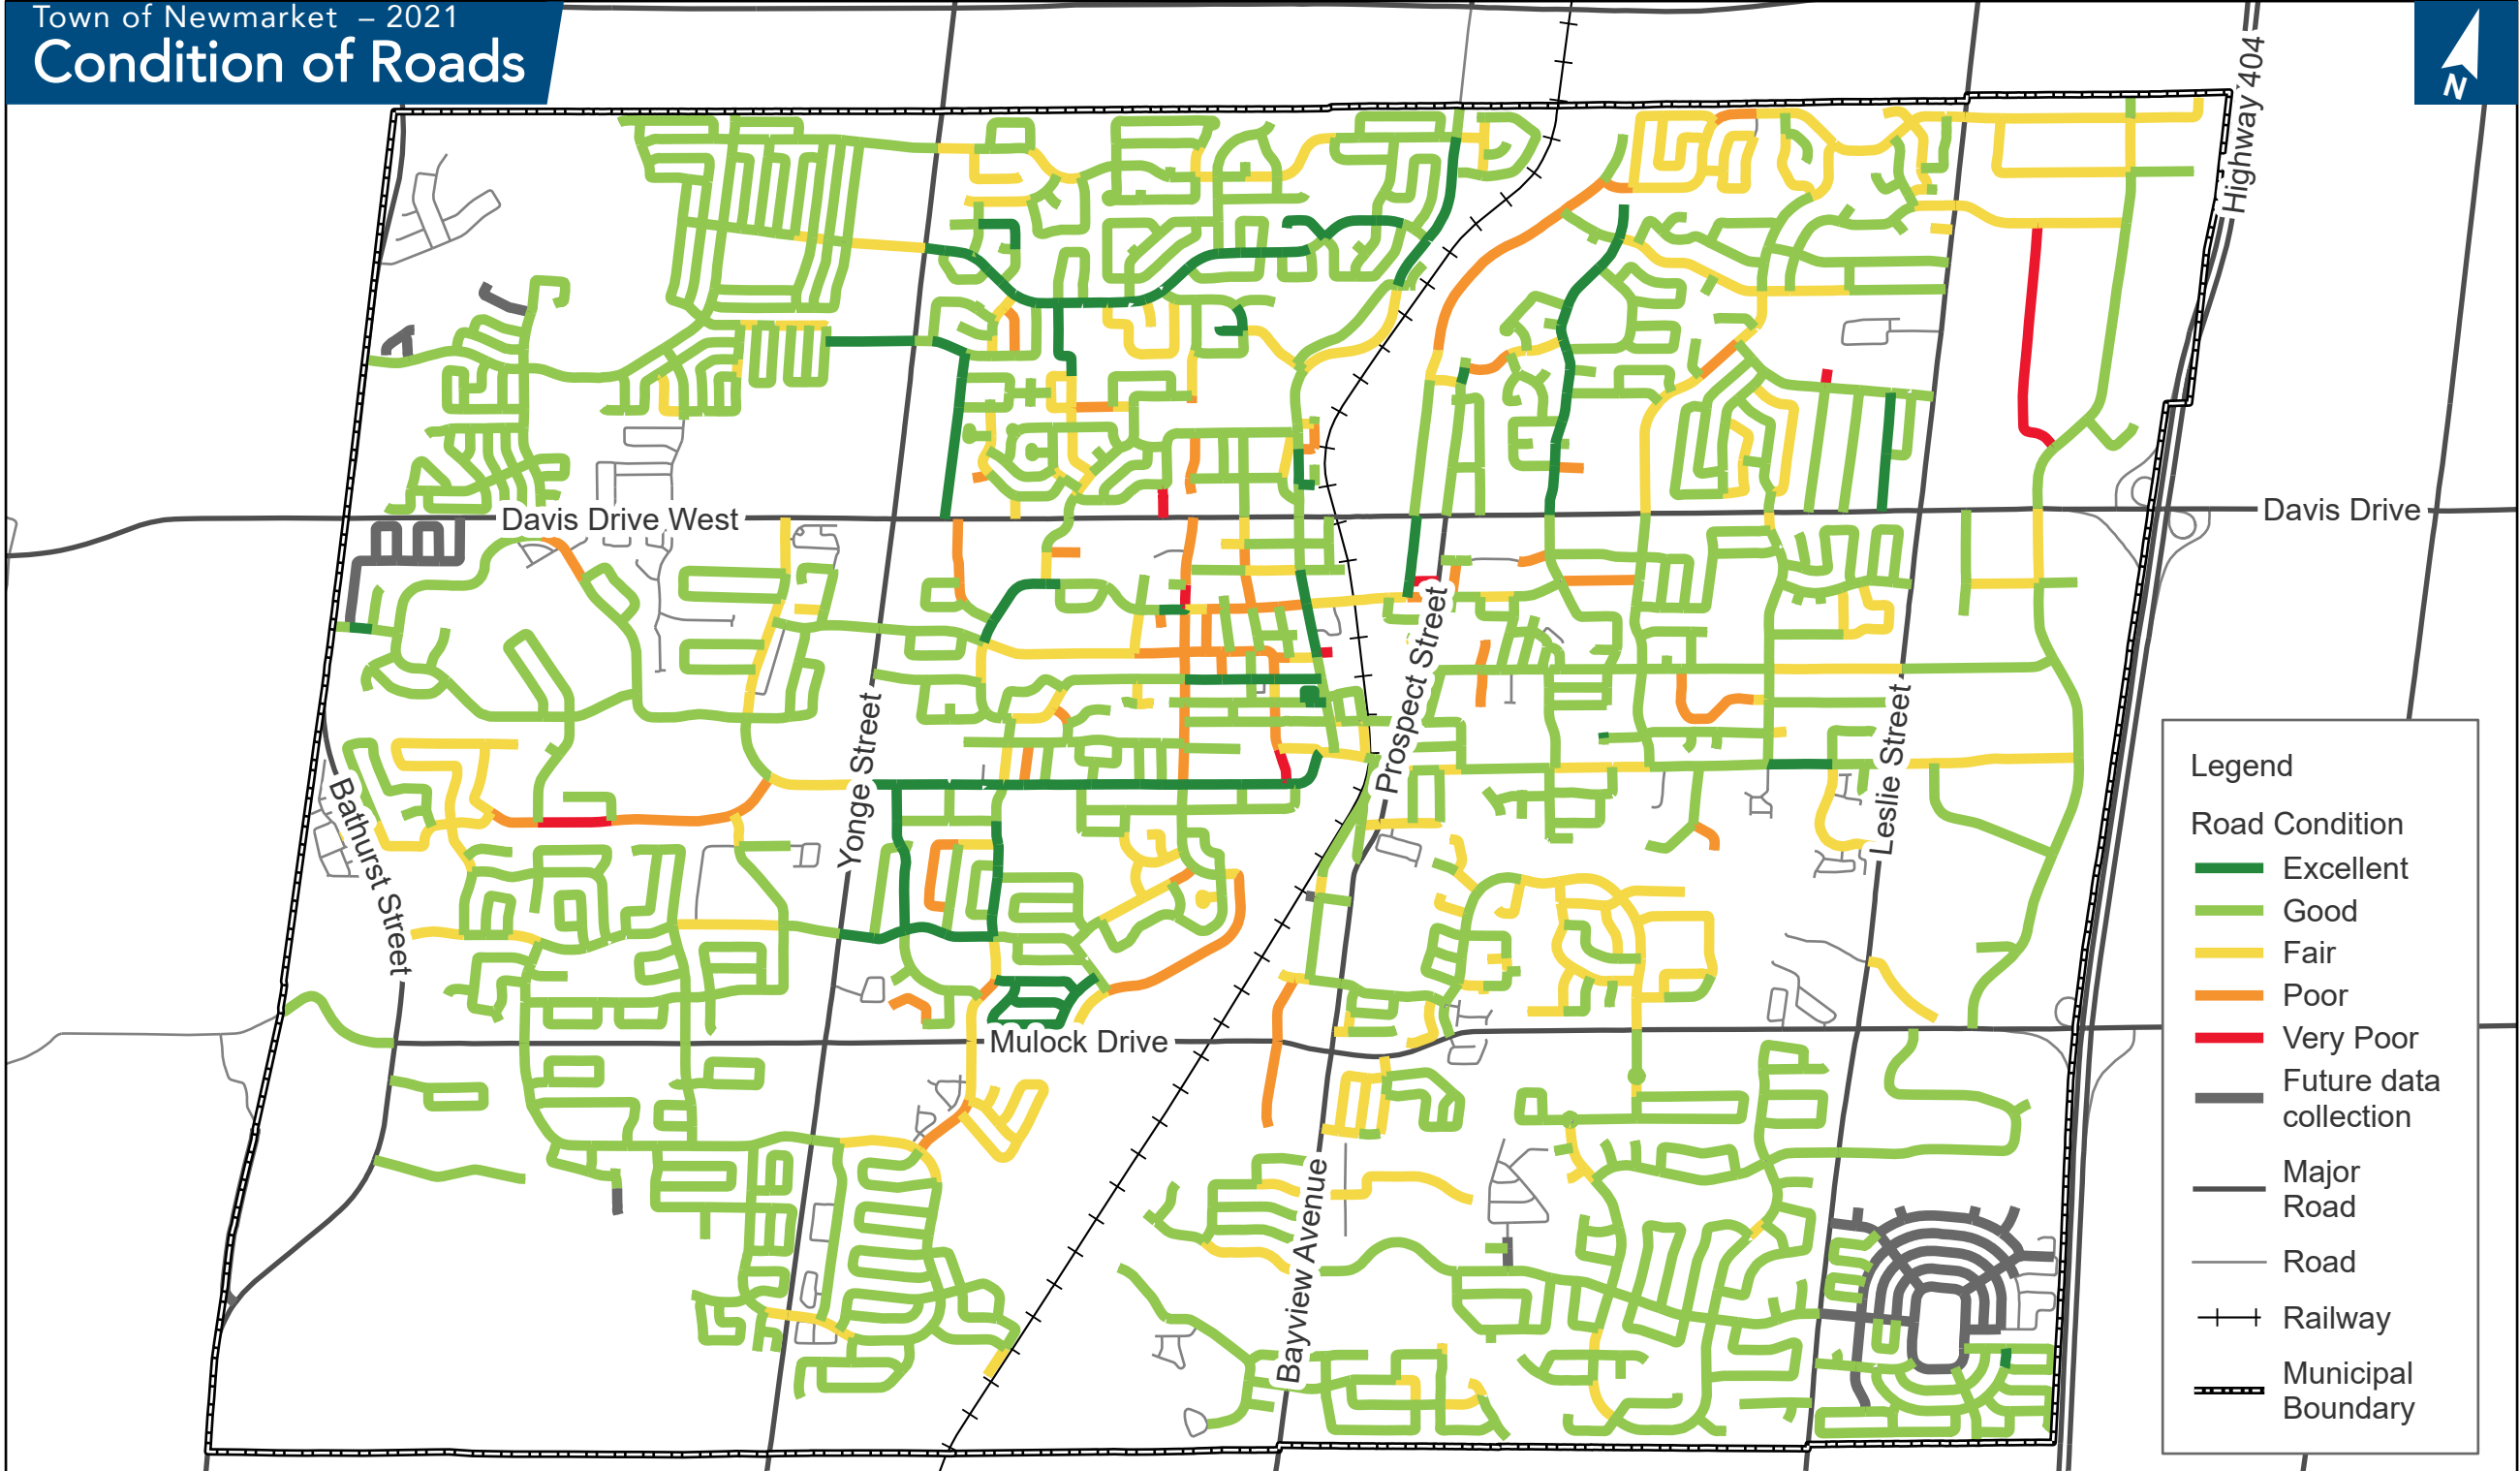 Town of Newmarket – 2021
Condition of Roads
N
Highway 404
Davis Drive West
Davis Drive
Prospect Street
Yonge Street
Leslie Street
Bathurst Street
Mulock Drive
Bayview Avenue
Legend
Road Condition
Excellent
Good
Fair
Poor
Very Poor
Future data
collection
Major
Road
Road
Railway
Municipal
Boundary